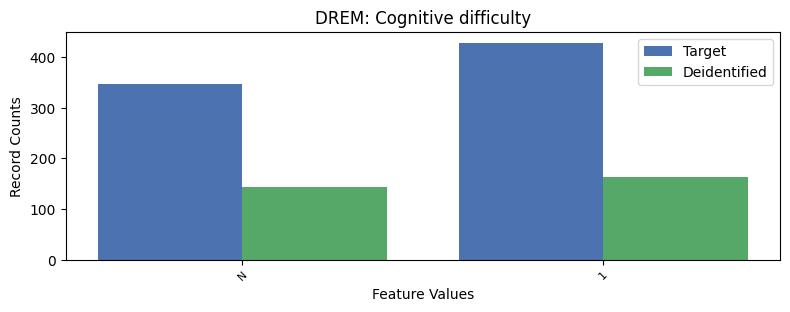 DREM: Cognitive difficulty
Target
Deidentified
Record Counts
400
300
200
100
0
N
1
Feature Values